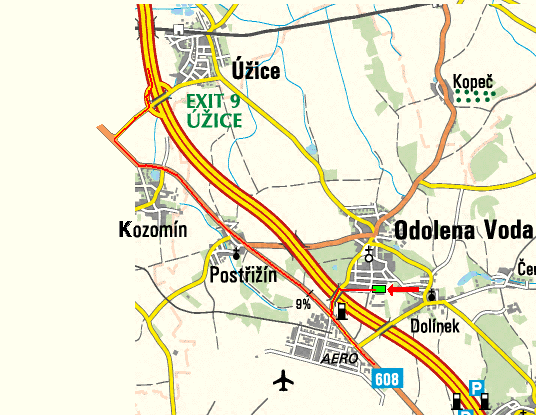 Úžice
Kopeč
EXIT 9
ÚŽICE
Kozomín
Odolena Voda
Postřižín
Čer
9%
Dolínek
AERO
608
P
P